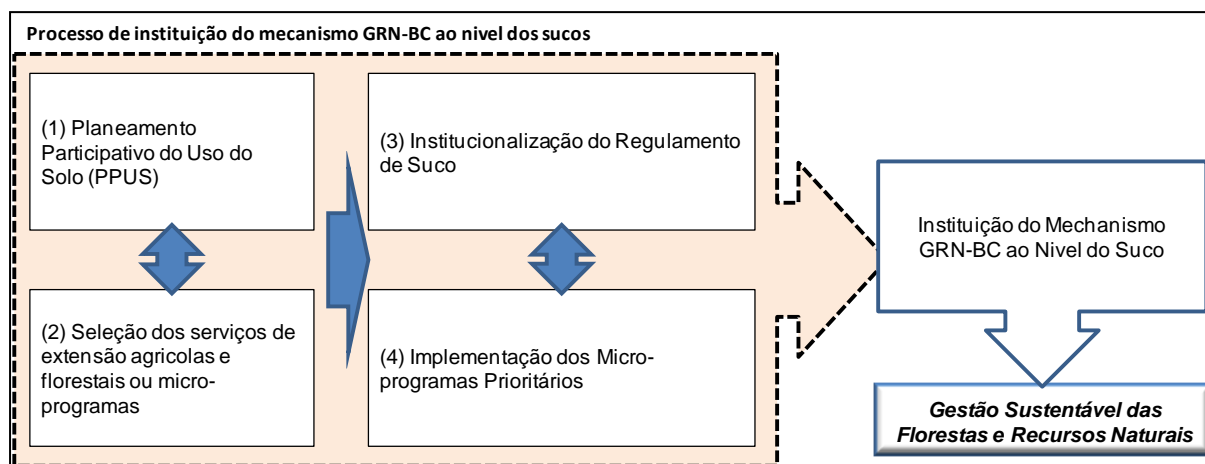 Processo de instituição do mecanismo GRN-BC ao nivel dos sucos
(1) Planeamento
Participativo do Uso do
Solo (PPUS)
(2) Seleção dos serviços de
extensão agricolas e
florestais ou micro-
programas
(3) Institucionalização do Regulamento
de Suco
(4) Implementação dos Micro-
programas Prioritários
Instituição do Mechanismo
GRN-BC ao Nivel do Suco
Gestão Sustentável das
Florestas e Recursos Naturais